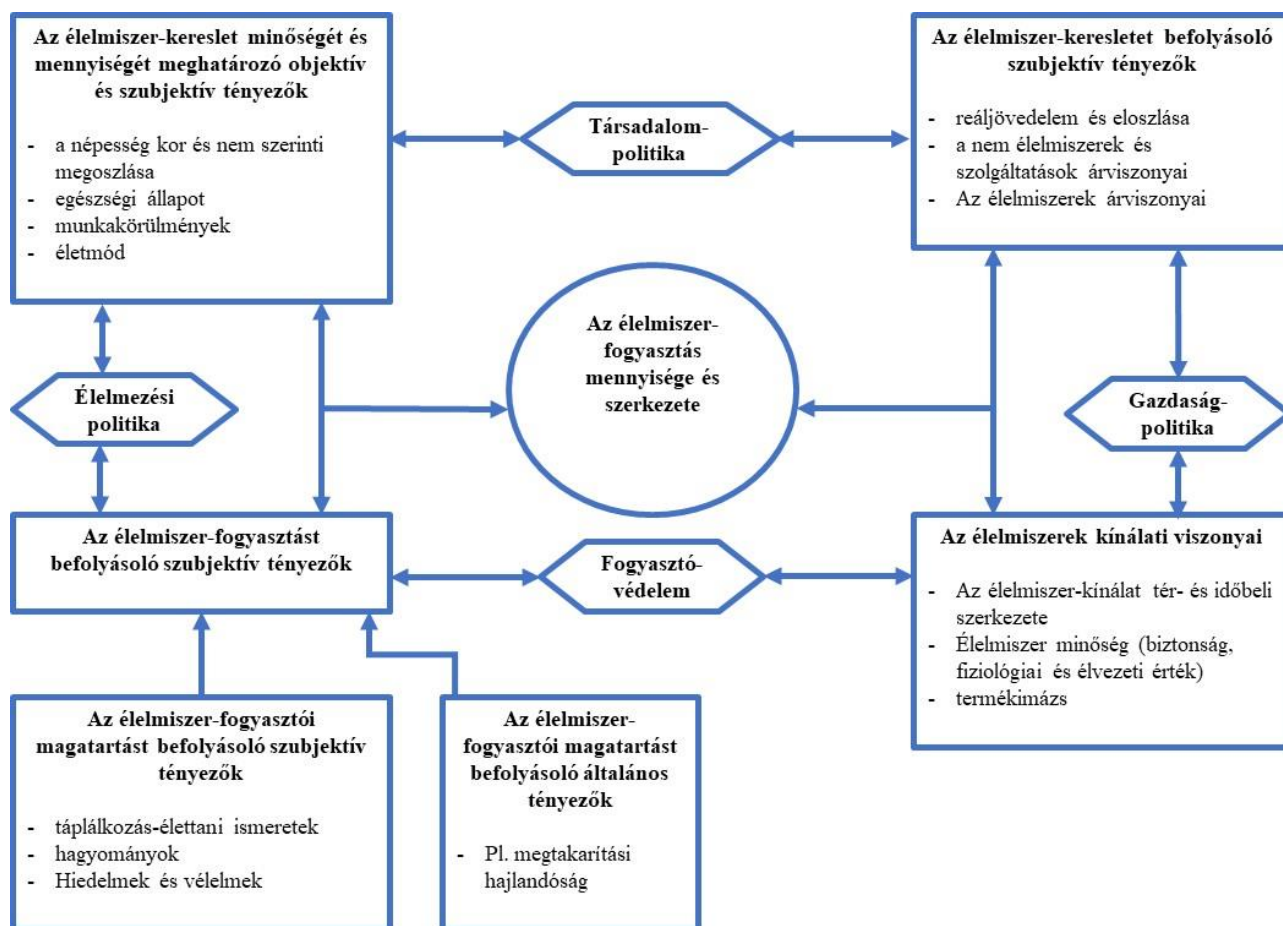 Az élelmiszer-kereslet minőségét és
mennyiségét meghatározó objektív
és szubjektív tényezők
- a népesség kor és nem szerinti
megoszlása
- egészségi állapot
- munkakörülmények
- életmód
Társadalom-
politika
Az élelmiszer-keresletet befolyásoló
szubjektív tényezők
- reáljövedelem és eloszlása
- a nem élelmiszerek és
szolgáltatások árviszonyai
- Az élelmiszerek árviszonyai
Élelmezési
politika
Az élelmiszer-
fogyasztás
mennyisége és
szerkezete
Gazdaság-
politika
Az élelmiszer-fogyasztást
befolyásoló szubjektív tényezők
Fogyasztó-
védelem
Az élelmiszerek kínálati viszonyai
- Az élelmiszer-kínálat tér- és időbeli
szerkezete
- Élelmiszer minőség (biztonság,
fiziológiai és élvezeti érték)
- termékimázs
Az élelmiszer-fogyasztói
magatartást befolyásoló szubjektív
tényezők
- táplálkozás-élettani ismeretek
- hagyományok
- Hiedelmek és vélelmek
Az élelmiszer-
fogyasztói magatartást
befolyásoló általános
tényezők
- Pl. megtakarítási
hajlandóság